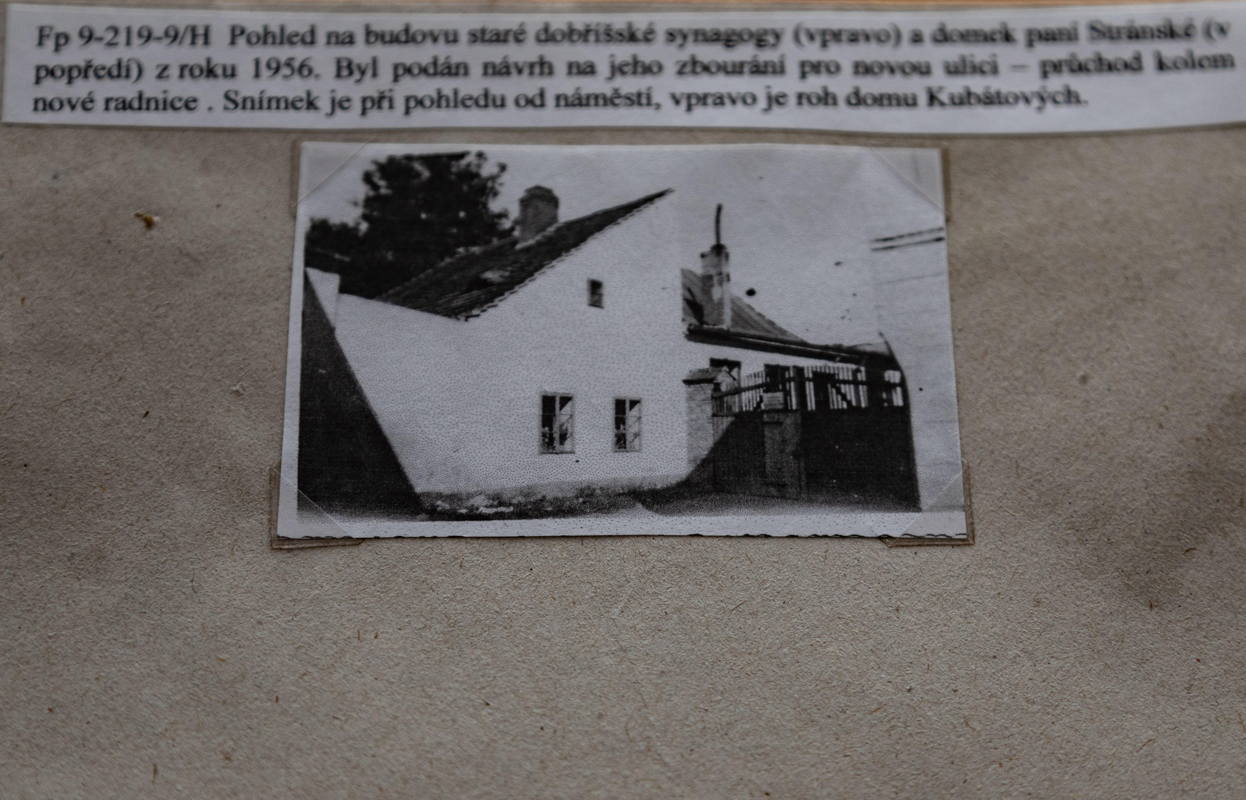 Fp 9-219-9/H Pohled na budovu staré dobříšské synagogy (vpravo) a domek paní Stránské (v
popředí) z roku 1956. Byl podán návrh na jeho zbourání pro novou ulici – průchod kolem
nové radnice . Snímek je při pohledu od náměstí, vpravo je roh domu Kubátových.